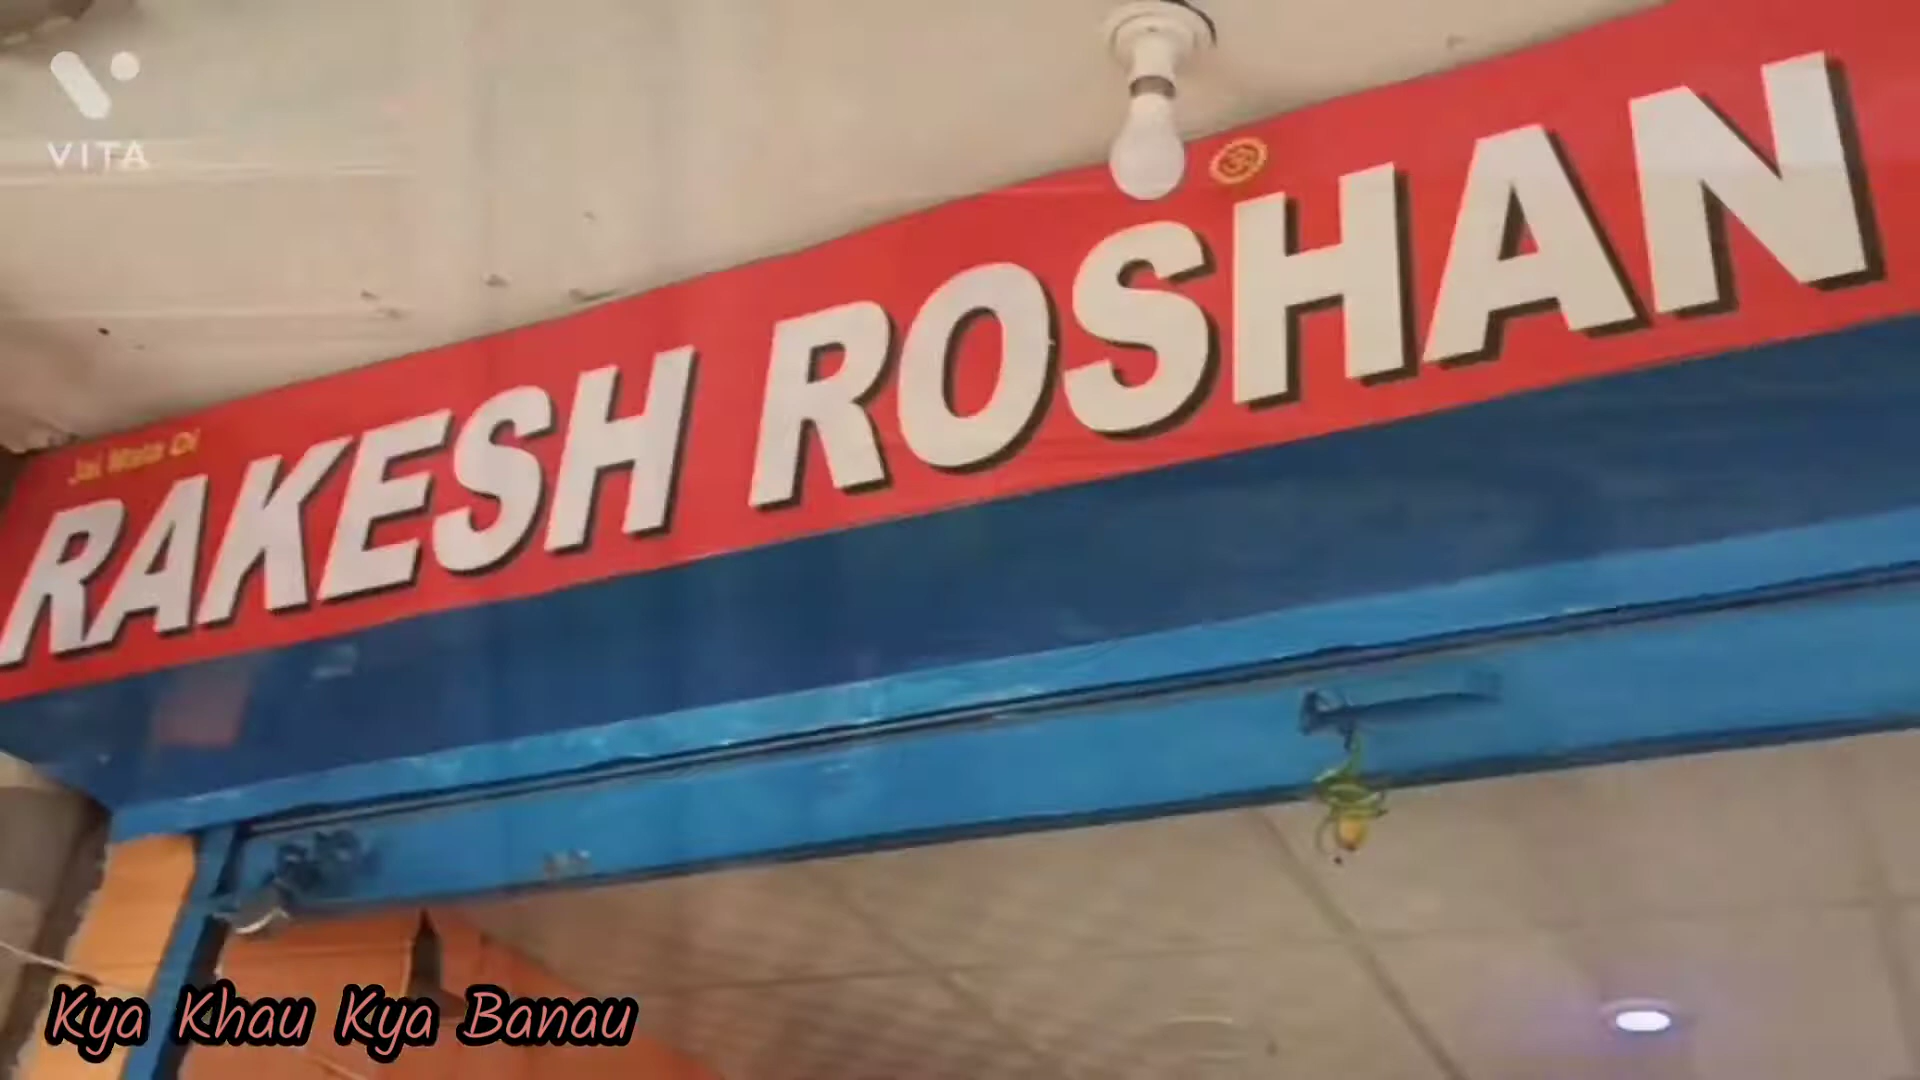 VITA
ॐ
Jai Mata Di
RAKESH ROSHAN
Kya Khau Kya Banau